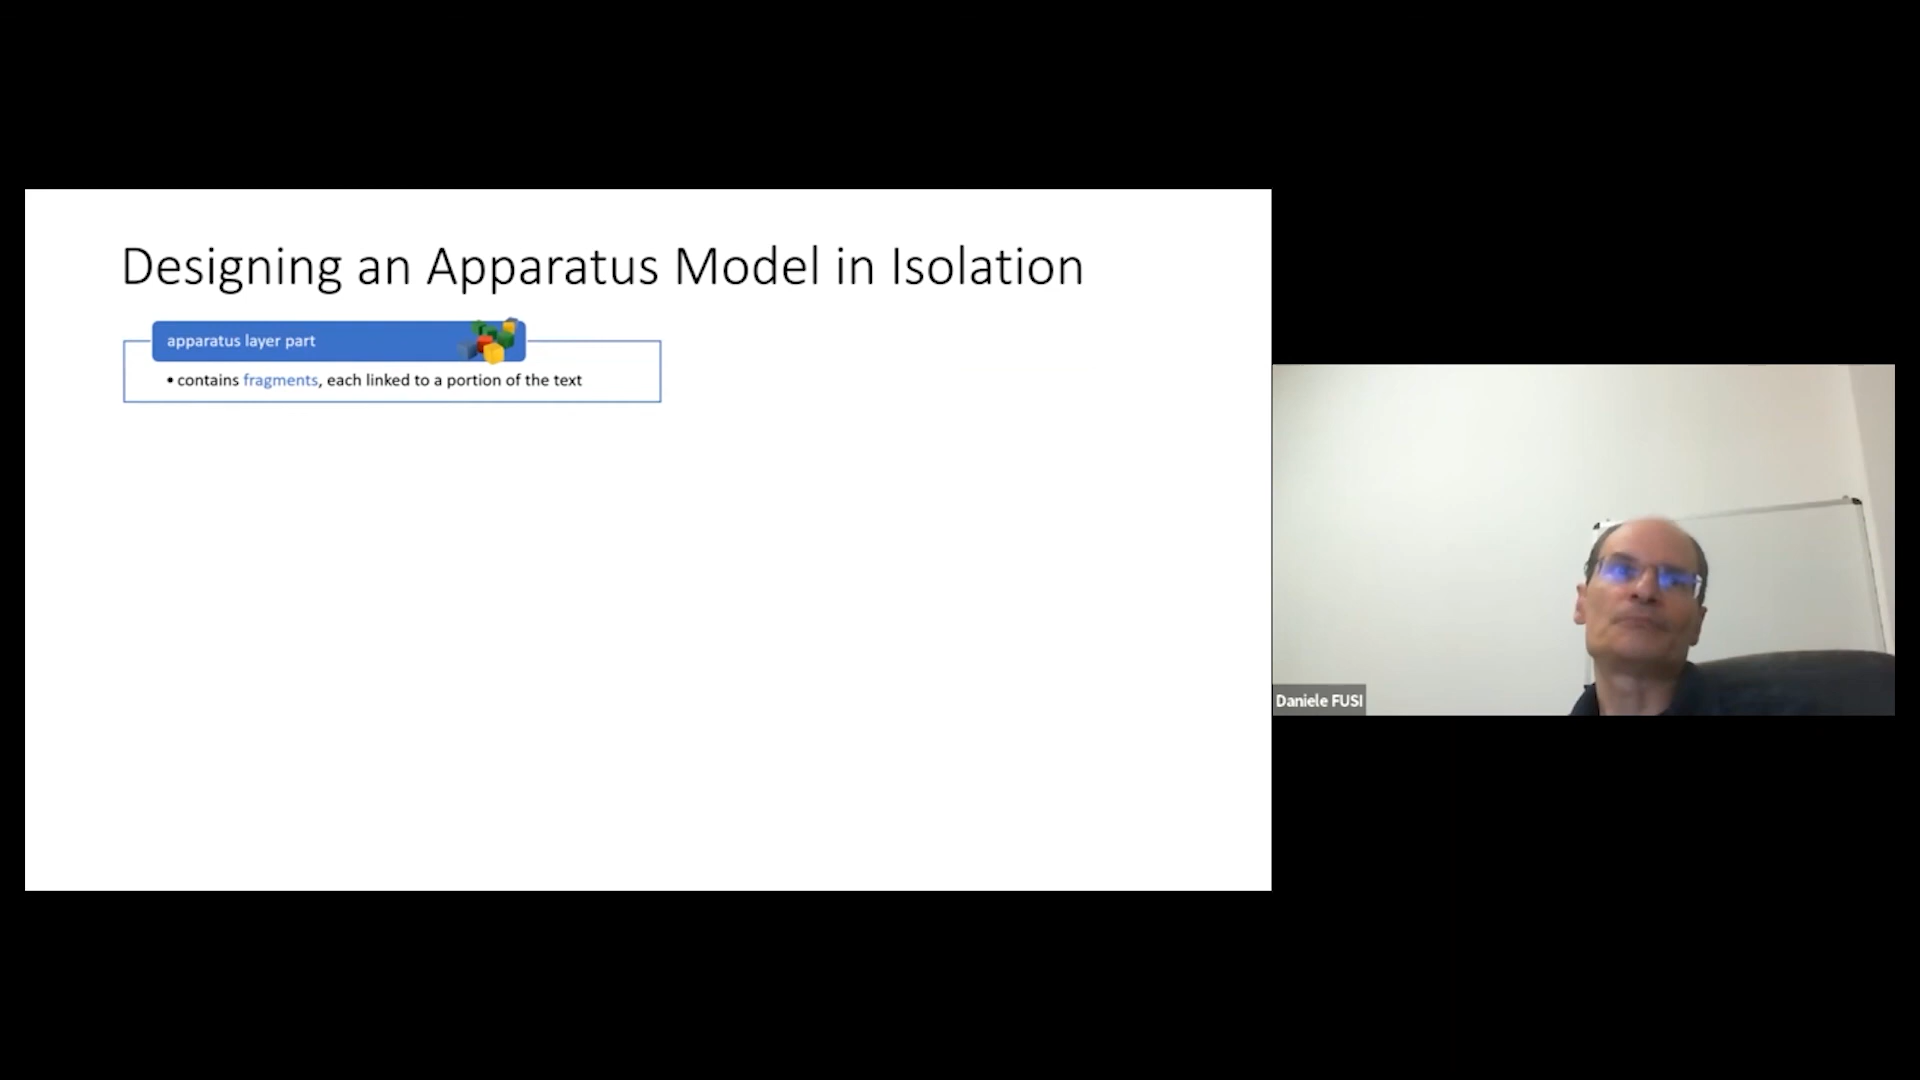 Designing an Apparatus Model in Isolation
apparatus layer part
• contains fragments, each linked to a portion of the text
Daniele FUSI